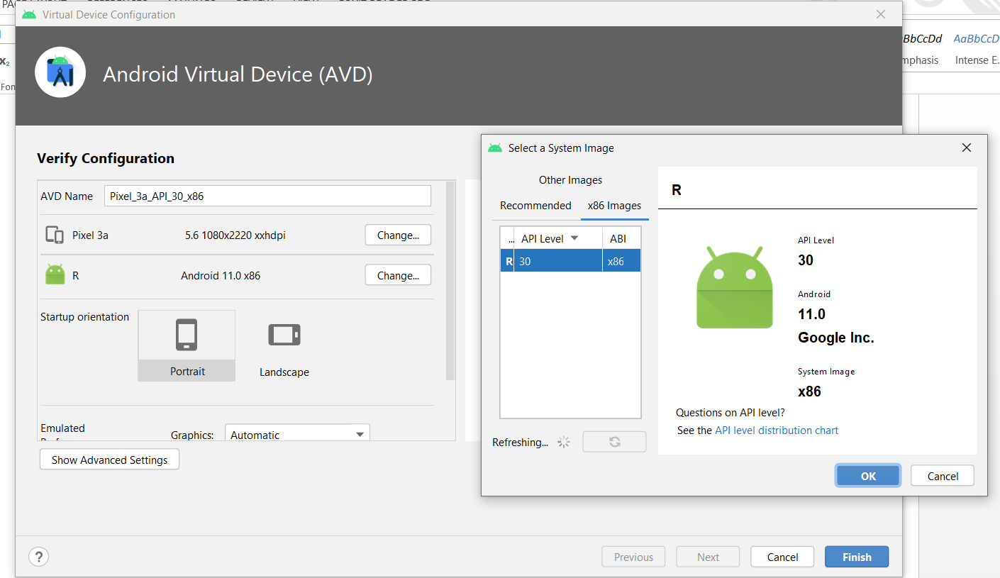 Virtual Device Configuration
BbCcDd
AaBbCcD
X₂
mphasis
Intense E.
Android Virtual Device (AVD)
Fon
Verify Configuration
AVD Name
Pixel_3a_API_30_x86
Pixel 3a
5.6 1080x2220 xxhdpi
Change...
R
Android 11.0 x86
Change...
Startup orientation
Portrait
Landscape
Emulated
Graphics:
Automatic
Show Advanced Settings
?
Previous
Next
Cancel
Finish
Select a System Image
Other Images
Recommended
x86 Images
...
API Level
ABI
R
30
x86
Refreshing...
R
API Level
30
Android
11.0
Google Inc.
System Image
x86
Questions on API level?
See the API level distribution chart
OK
Cancel